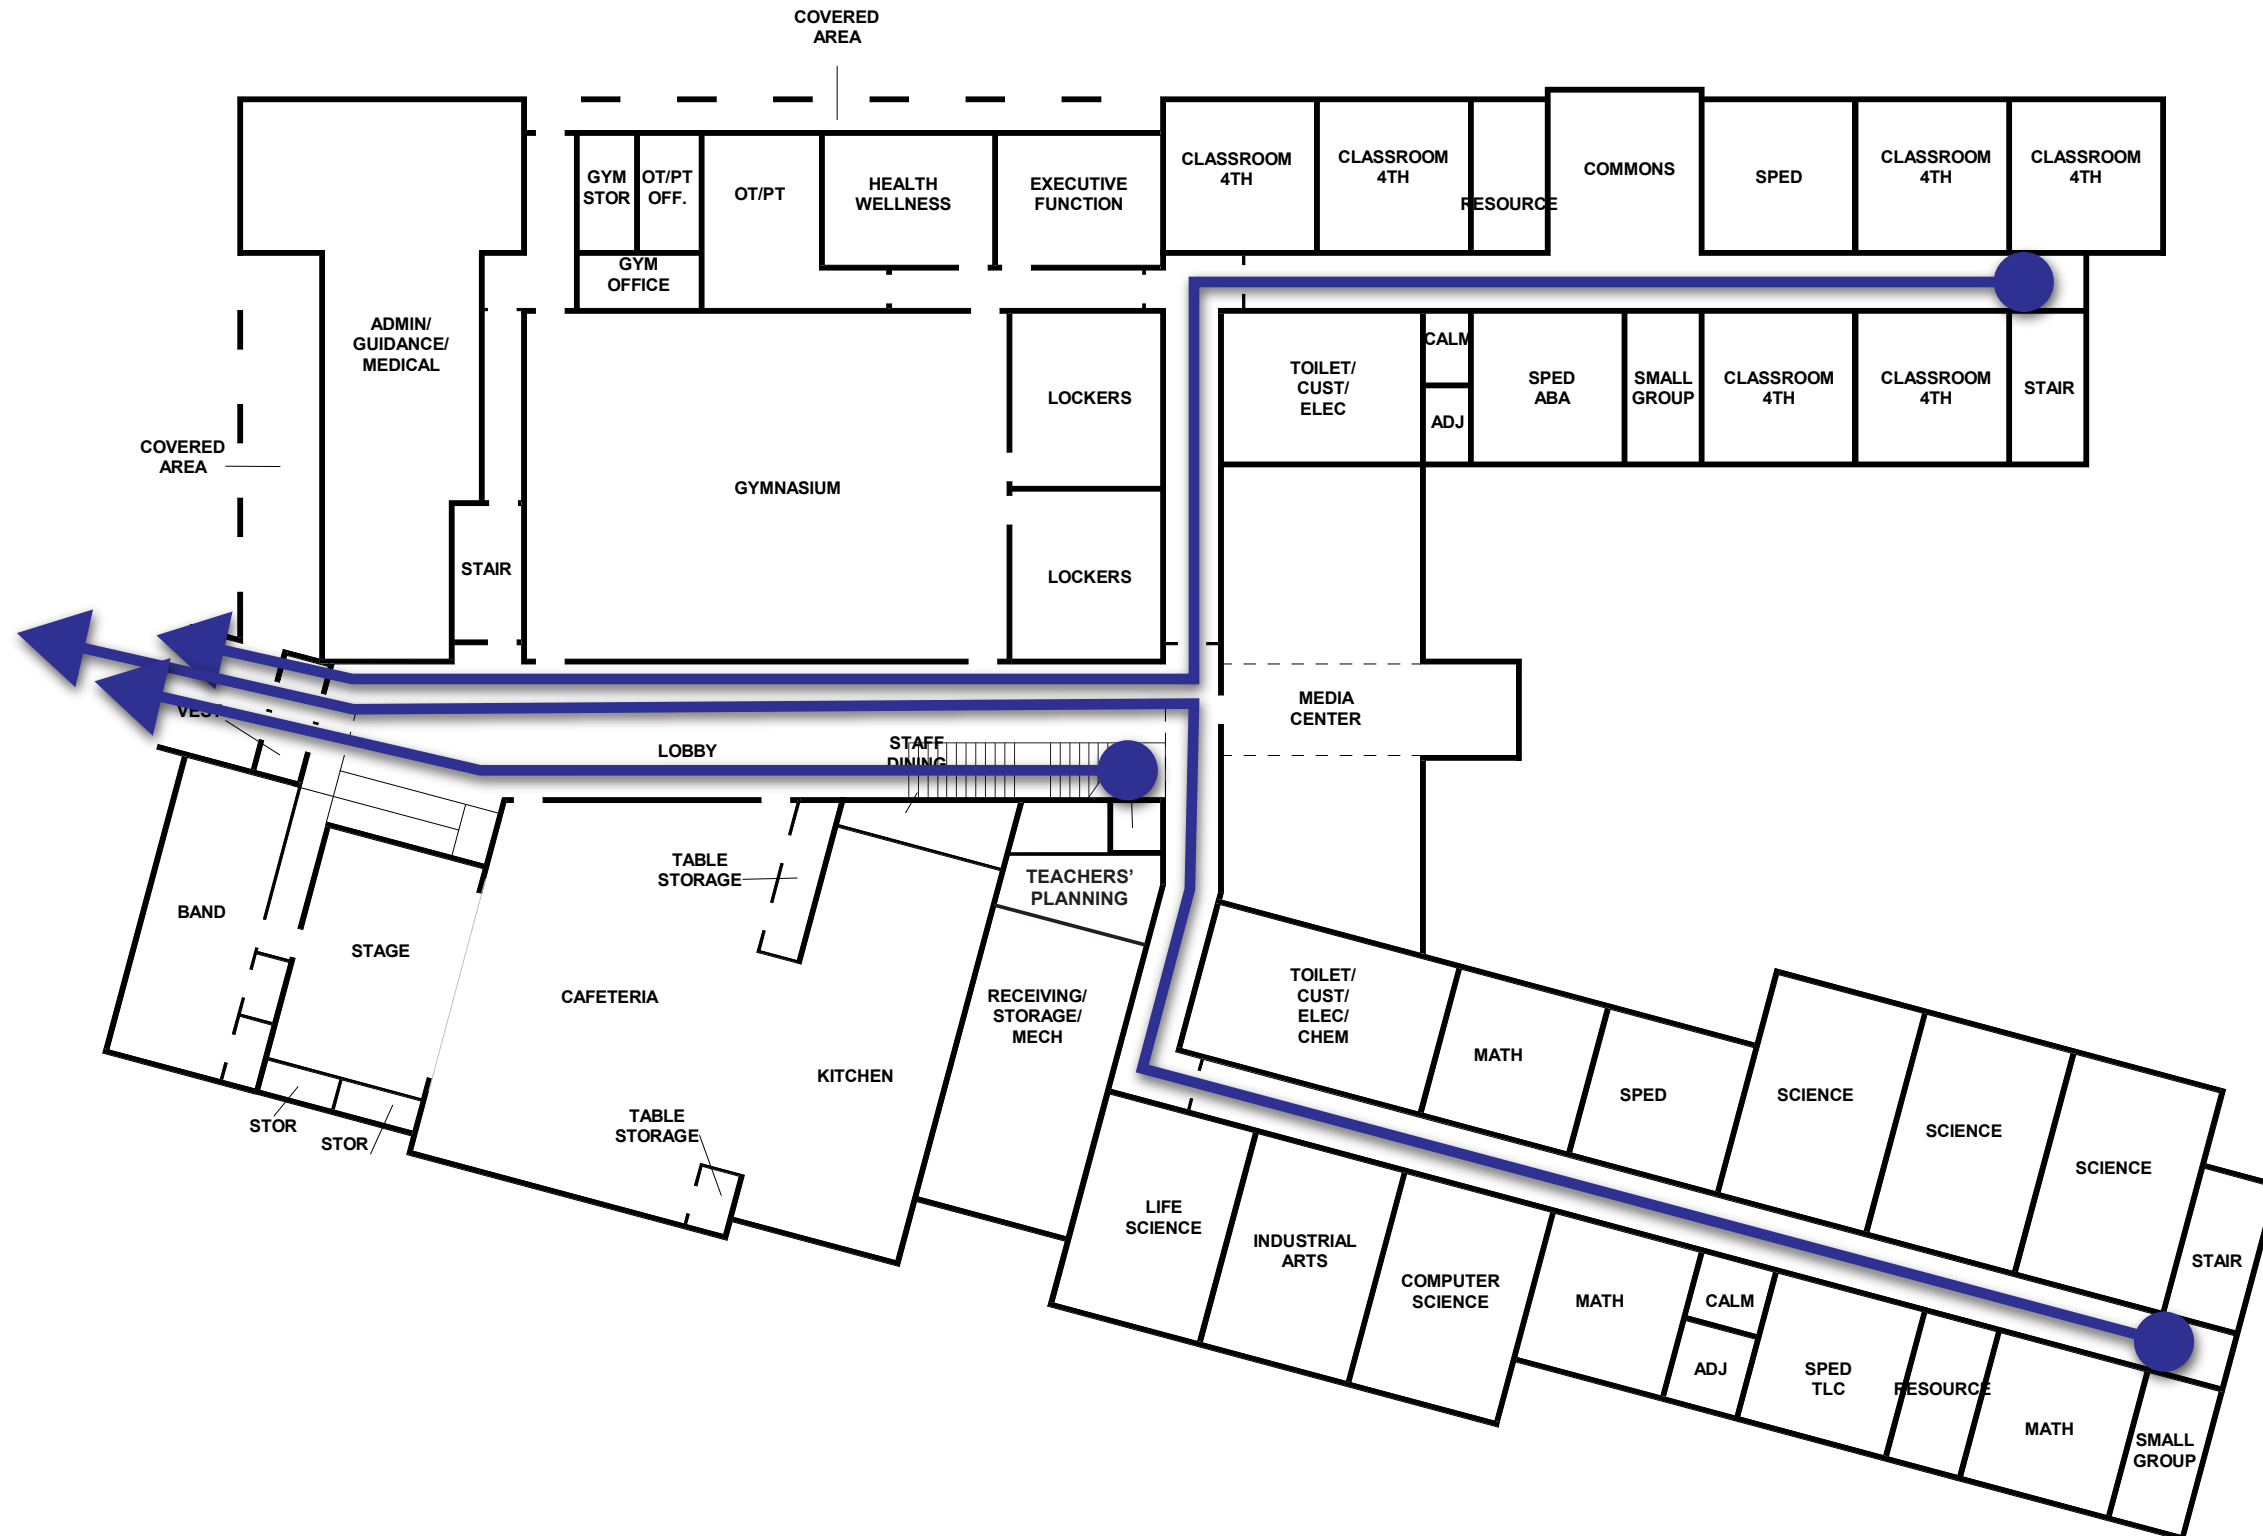 COVERED
AREA
CLASSROOM
4TH
CLASSROOM
4TH
RESOURCE
COMMONS
SPED
CLASSROOM
4TH
CLASSROOM
4TH
GYM
STOR
OT/PT
OFF.
OT/PT
HEALTH
WELLNESS
EXECUTIVE
FUNCTION
GYM
OFFICE
ADMIN/
GUIDANCE/
MEDICAL
TOILET/
CUST/
ELEC
CALM
ADJ
SPED
ABA
SMALL
GROUP
CLASSROOM
4TH
CLASSROOM
4TH
STAIR
LOCKERS
COVERED
AREA
GYMNASIUM
STAIR
LOCKERS
VEST
MEDIA
CENTER
LOBBY
STAFF
DINING
TABLE
STORAGE
TEACHERS'
PLANNING
BAND
STAGE
CAFETERIA
RECEIVING/
STORAGE/
MECH
TOILET/
CUST/
ELEC/
CHEM
MATH
SPED
SCIENCE
SCIENCE
SCIENCE
KITCHEN
STOR
STOR
TABLE
STORAGE
LIFE
SCIENCE
INDUSTRIAL
ARTS
COMPUTER
SCIENCE
MATH
CALM
ADJ
SPED
TLC
RESOURCE
MATH
STAIR
SMALL
GROUP